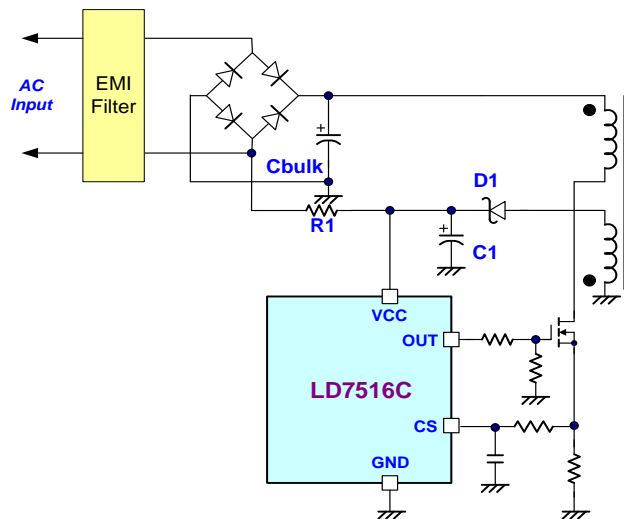 AC
Input
EMI
Filter
+
Cbulk
R1
D1
+
C1
VCC
OUT
LD7516C
CS
GND